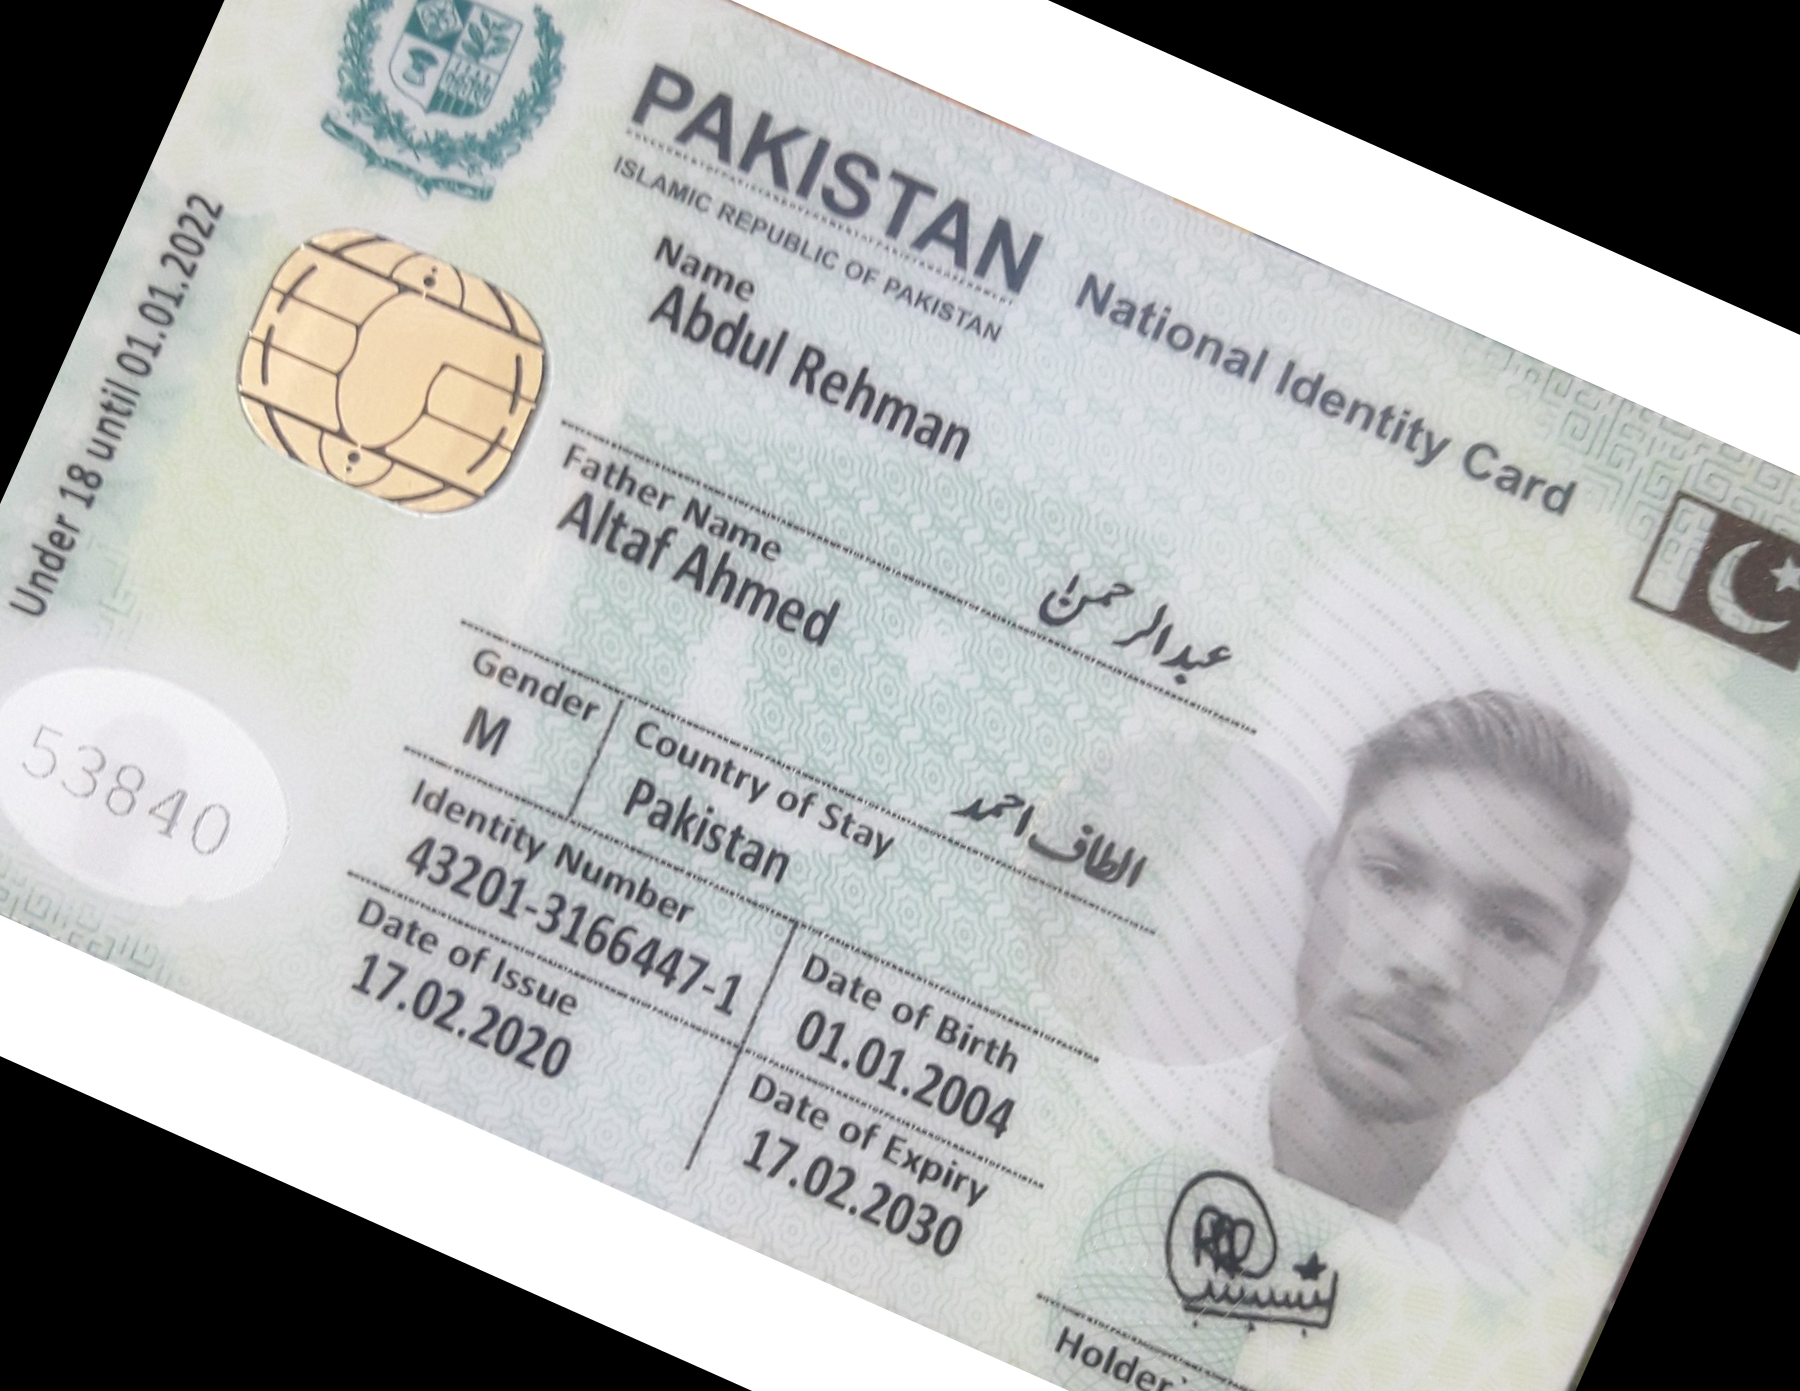 PAKISTAN National Identity Card
ISLAMIC REPUBLIC OF PAKISTAN
Name
Abdul Rehman
عبدالرحمن
Father Name
Altaf Ahmed
الطاف احمد
Gender
M
Country of Stay
Pakistan
Identity Number
43201-3166447-1
Date of Birth
01.01.2004
Date of Issue
17.02.2020
Date of Expiry
17.02.2030
Under 18 until 01.01.2022
53840
Holder'